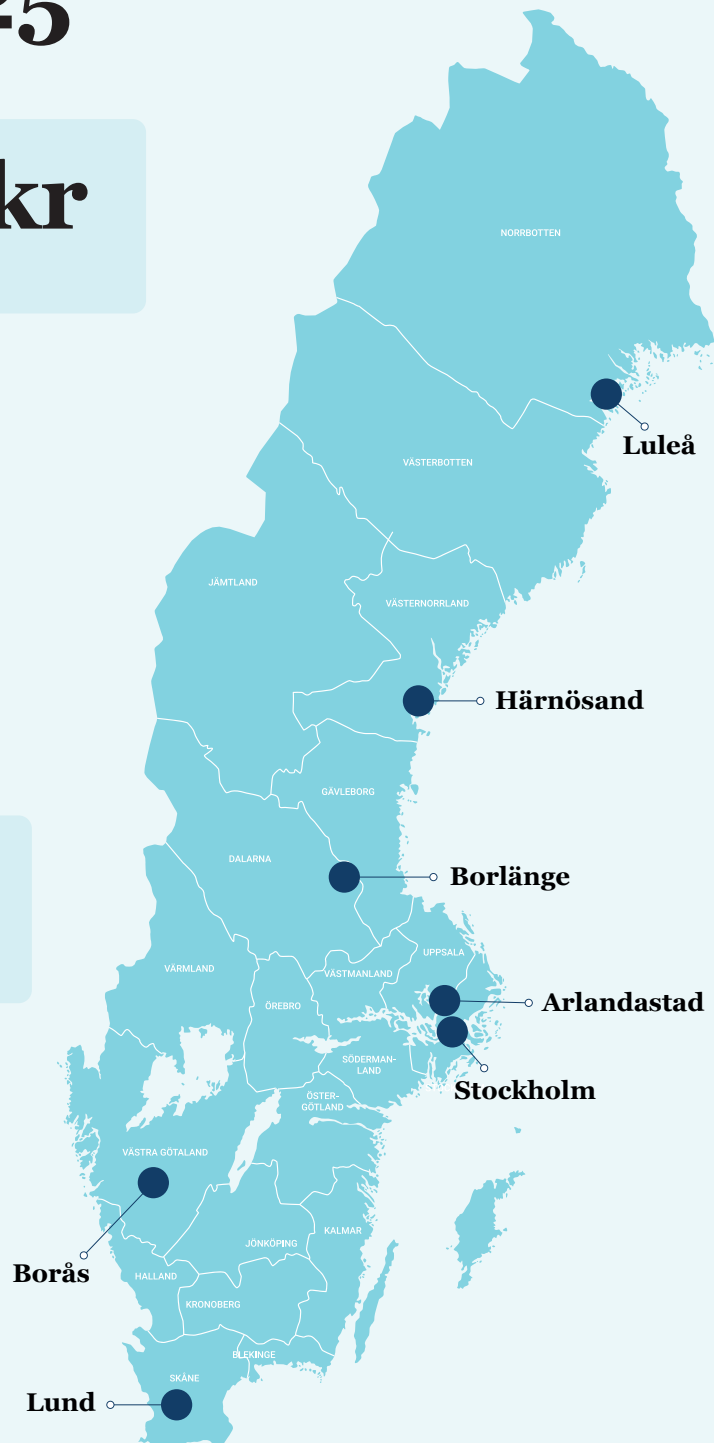 -5
kr
NORRBOTTEN
Luleå
VÄSTERBOTTEN
JÄMTLAND
VÄSTERNORRLAND
Härnösand
GÄVLEBORG
DALARNA
Borlänge
UPPSALA
VÄRMLAND
VÄSTMANLAND
ÖREBRO
Arlandastad
SÖDERMAN-
LAND
Stockholm
ÖSTER-
GÖTLAND
VÄSTRA GÖTALAND
KALMAR
JÖNKÖPING
Borås
HALLAND
KRONOBERG
BLEKINGE
SKÅNE
Lund